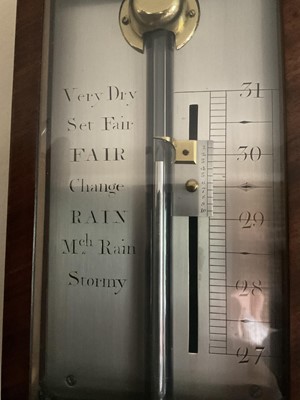 Very Dry
Set Fair
FAIR
Change
RAIN
Mch Rain
Stormy
31
30
29
28
27